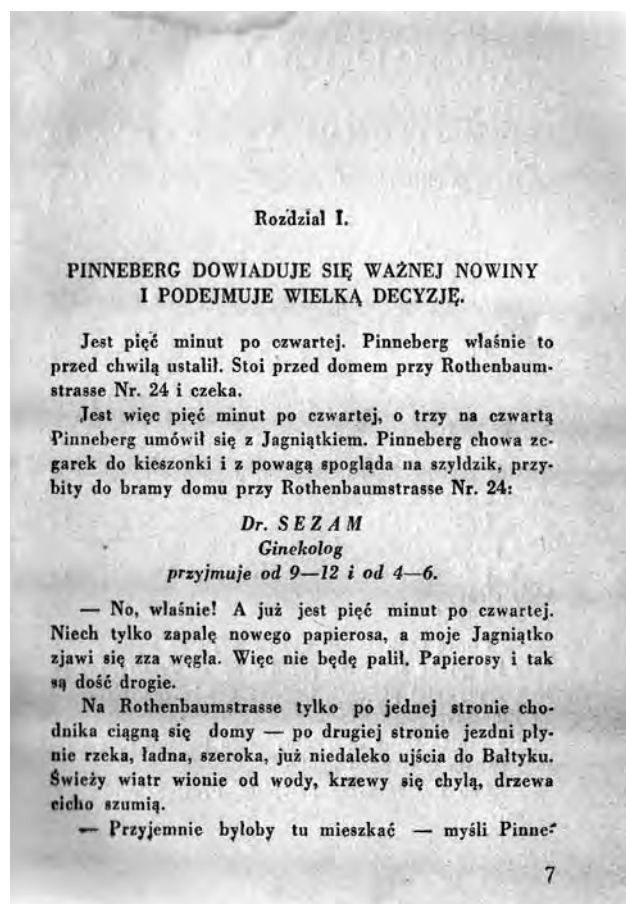 Rozdział I.
PINNEBERG DOWIADUJE SIĘ WAŻNEJ NOWINY
I PODEJMUJE WIELKĄ DECYZJĘ.
Jest pięć minut po czwartej. Pinneberg właśnie to
przed chwilą ustalił. Stoi przed domem przy Rothenbaum-
strasse Nr. 24 i czeka.
Jest więc pięć minut po czwartej, o trzy na czwartą
Pinneberg umówił się z Jagniątkiem. Pinneberg chowa ze-
garek do kieszonki i z powagą spogląda na szyldzik, przy-
bity do bramy domu przy Rothenbaumstrasse Nr. 24:
Dr. SEZAM
Ginekolog
przyjmuje od 9—12 i od 4—6.
— No, właśnie! A już jest pięć minut po czwartej.
Niech tylko zapalę nowego papierosa, a moje Jagniątko
zjawi się zza węgła. Więc nie będę palił. Papierosy i tak
są dość drogie.
Na Rothenbaumstrasse tylko po jednej stronie cho-
dnika ciągną się domy — po drugiej stronie jezdni pły-
nie rzeka, ładna, szeroka, już niedaleko ujścia do Bałtyku.
Świeży wiatr wionie od wody, krzewy się chylą, drzewa
cicho szumią.
— Przyjemnie byłoby tu mieszkać — myśli Pinne-
7